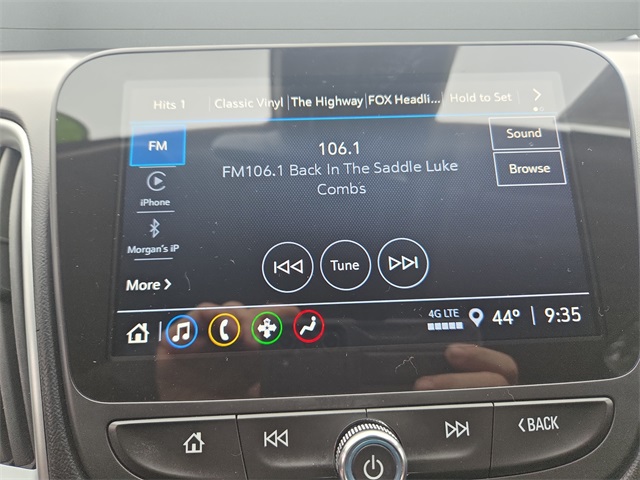 Hits 1 Classic Vinyl The Highway FOX Headli... Hold to Set
FM
106.1
Sound
FM106.1 Back In The Saddle Luke
Combs
Browse
iPhone
Morgan's iP
Tune
More
4G LTE 44° 9:35
BACK